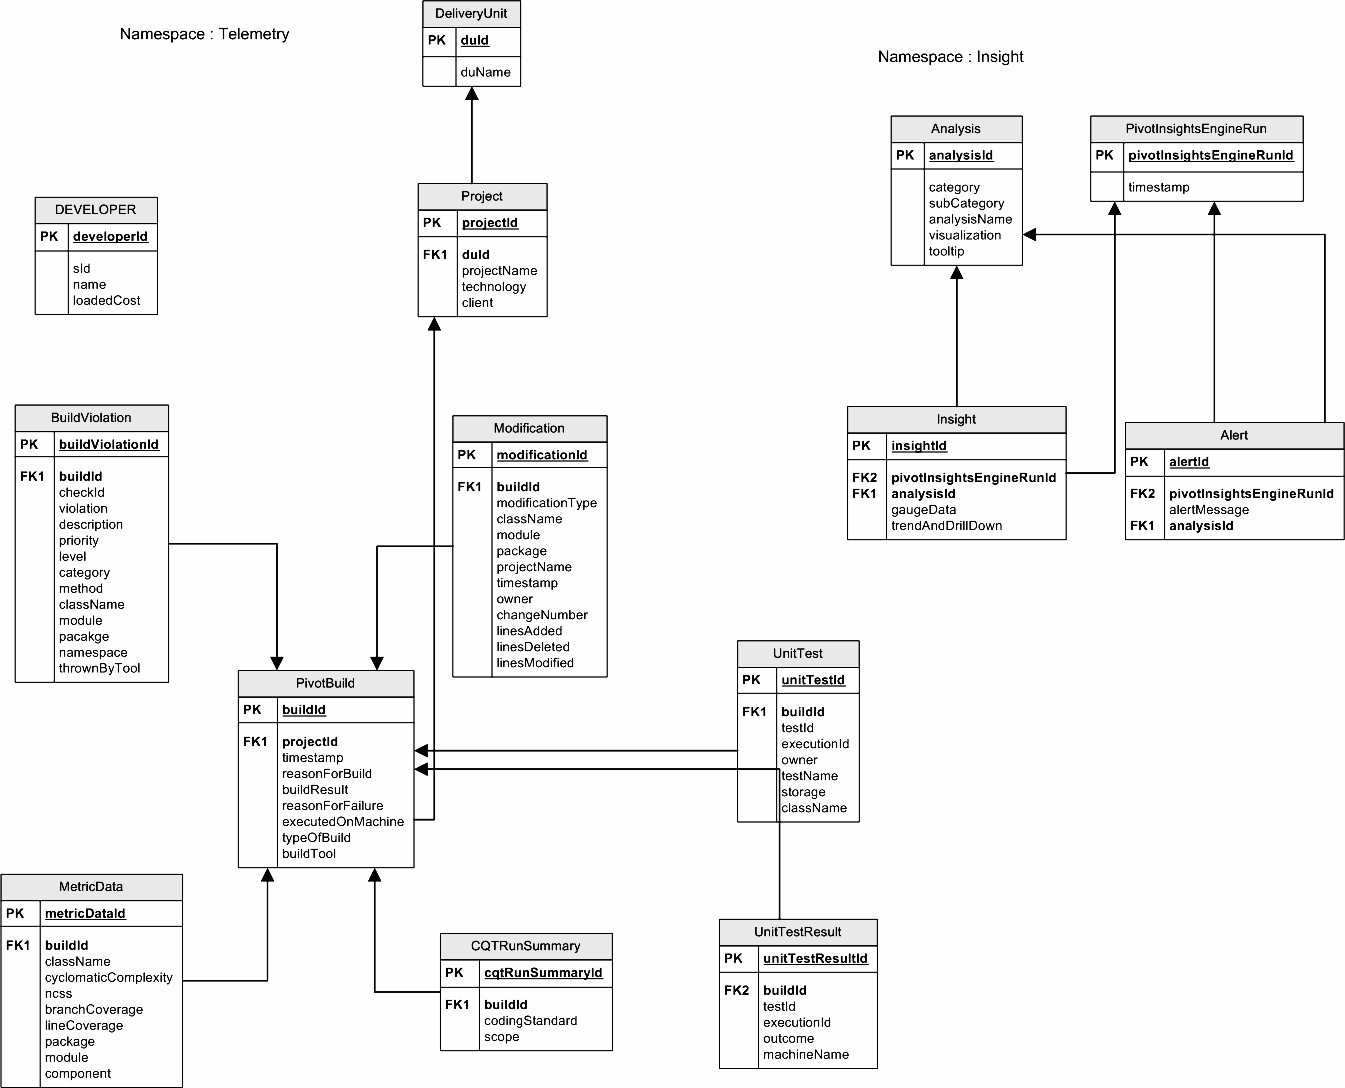 Namespace : Telemetry
DeliveryUnit
PK duId
duName
Namespace : Insight
Analysis
PK analysisId
category
subCategory
analysisName
visualization
tooltip
PivotInsightsEngineRun
PK pivotInsightsEngineRunId
timestamp
DEVELOPER
PK developerId
sId
name
loadedCost
Project
PK projectId
FK1 duId
projectName
technology
client
BuildViolation
PK buildViolationId
FK1 buildId
checkId
violation
description
priority
level
category
method
className
module
pacakge
namespace
thrownByTool
Modification
PK modificationId
FK1 buildId
modificationType
className
module
package
projectName
timestamp
owner
changeNumber
linesAdded
linesDeleted
linesModified
Insight
PK insightId
FK2 pivotInsightsEngineRunId
FK1 analysisId
gaugeData
trendAndDrillDown
Alert
PK alertId
FK2 pivotInsightsEngineRunId
alertMessage
FK1 analysisId
PivotBuild
PK buildId
FK1 projectId
timestamp
reasonForBuild
buildResult
reasonForFailure
executedOnMachine
typeOfBuild
buildTool
UnitTest
PK unitTestId
FK1 buildId
testId
executionId
owner
testName
storage
className
MetricData
PK metricDataId
FK1 buildId
className
cyclomaticComplexity
ncss
branchCoverage
lineCoverage
package
module
component
CQTRunSummary
PK cqtRunSummaryId
FK1 buildId
codingStandard
scope
UnitTestResult
PK unitTestResultId
FK2 buildId
testId
executionId
outcome
machineName